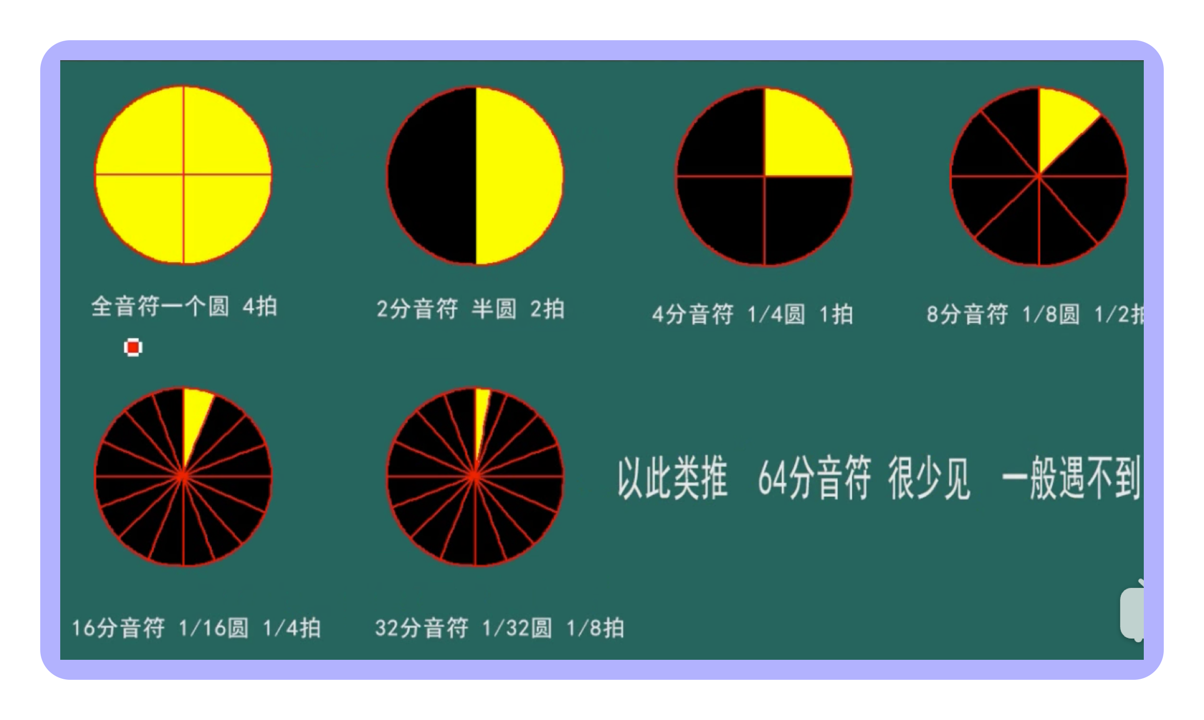 全音符一个圆 4拍
2分音符 半圆 2拍
4分音符 1/4圆 1拍
8分音符 1/8圆 1/2拍
以此类推 64分音符 很少见 一般遇不到
16分音符 1/16圆 1/4拍
32分音符 1/32圆 1/8拍